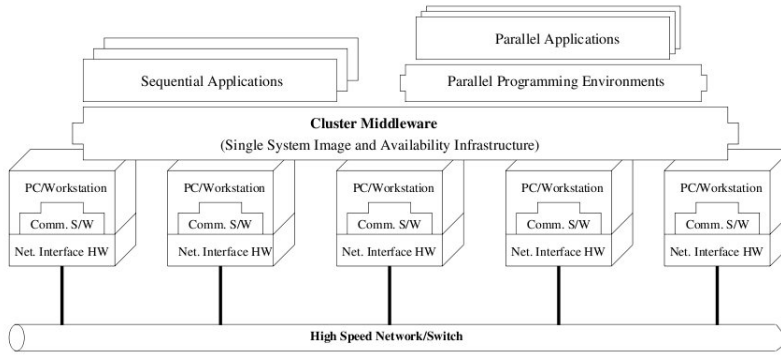 Parallel Applications
Sequential Applications
Parallel Programming Environments
Cluster Middleware
(Single System Image and Availability Infrastructure)
PC/Workstation
Comm. S/W
Net. Interface HW
PC/Workstation
Comm. S/W
Net. Interface HW
PC/Workstation
Comm. S/W
Net. Interface HW
PC/Workstation
Comm. S/W
Net. Interface HW
PC/Workstation
Comm. S/W
Net. Interface HW
High Speed Network/Switch